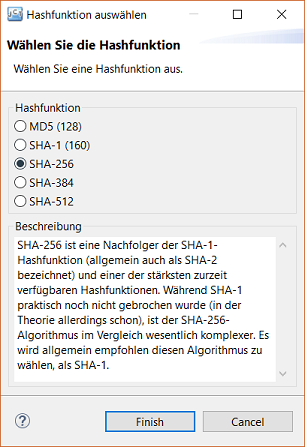 Hashfunktion auswählen
Wählen Sie die Hashfunktion
Wählen Sie eine Hashfunktion aus.
Hashfunktion
MD5 (128)
SHA-1 (160)
SHA-256
SHA-384
SHA-512
Beschreibung
SHA-256 ist eine Nachfolger der SHA-1-
Hashfunktion (allgemein auch als SHA-2
bezeichnet) und einer der stärksten zurzeit
verfügbaren Hashfunktionen. Während SHA-1
praktisch noch nicht gebrochen wurde (in der
Theorie allerdings schon), ist der SHA-256-
Algorithmus im Vergleich wesentlich komplexer. Es
wird allgemein empfohlen diesen Algorithmus zu
wählen, als SHA-1.
?
Finish
Cancel